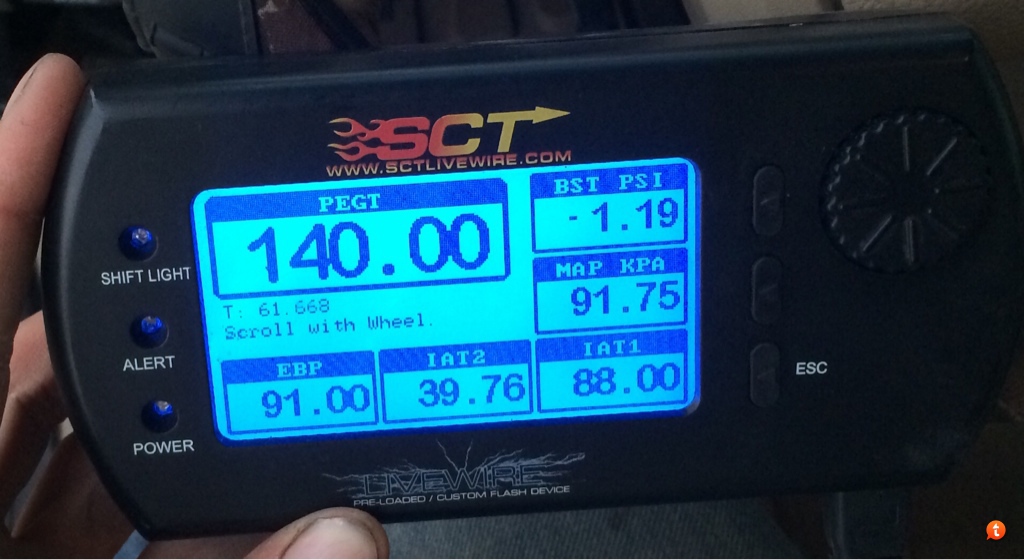 SCT
WWW.SCTLIVEWIRE.COM
PEGT
140.00
BST PSI
-1.19
MAP KPA
91.75
T: 61.668
Scroll with Wheel.
EBP
91.00
IAT2
39.76
IAT1
88.00
SHIFT LIGHT
ALERT
POWER
ESC
LIVEWIRE
PRE-LOADED / CUSTOM FLASH DEVICE
t